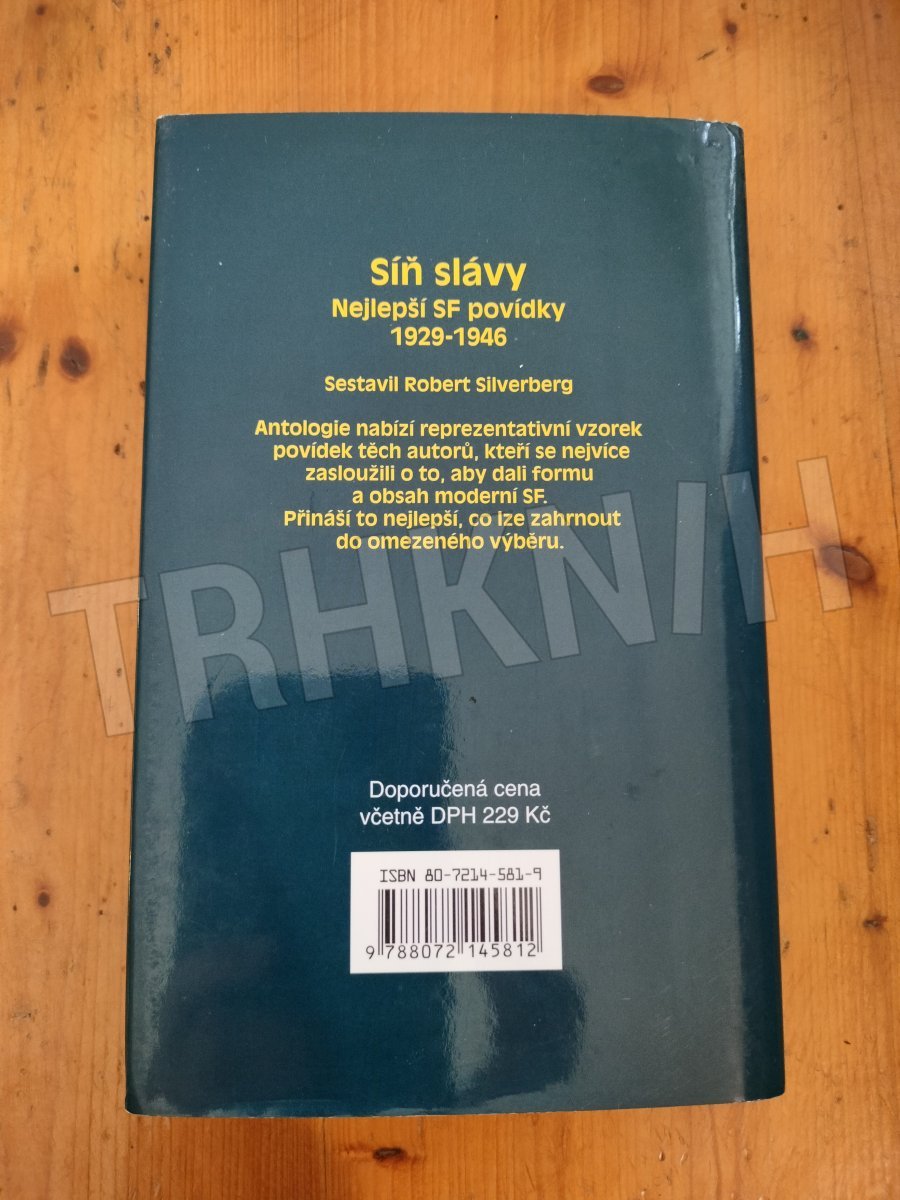 Síň slávy
Nejlepší SF povídky
1929-1946
Sestavil Robert Silverberg
Antologie nabízí reprezentativní vzorek
povídek těch autorů, kteří se nejvíce
zasloužili o to, aby dali formu
a obsah moderní SF.
Přináší to nejlepší, co lze zahrnout
do omezeného výběru.
TRHKNIH
Doporučená cena
včetně DPH 229 Kč
ISBN 80-7214-581-9
9 788072 145812